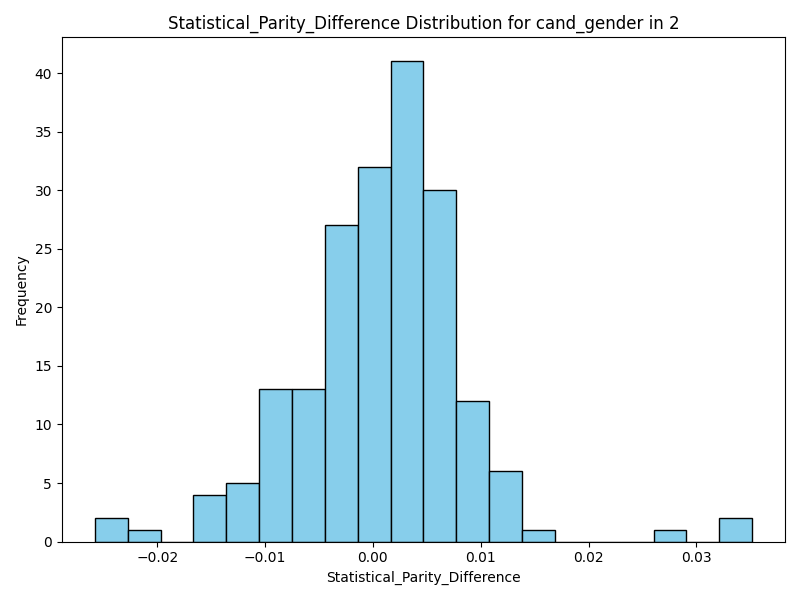 Statistical_Parity_Difference Distribution for cand_gender in 2
Frequency
40
35
30
25
20
15
10
5
0
−0.02 −0.01 0.00 0.01 0.02 0.03
Statistical_Parity_Difference